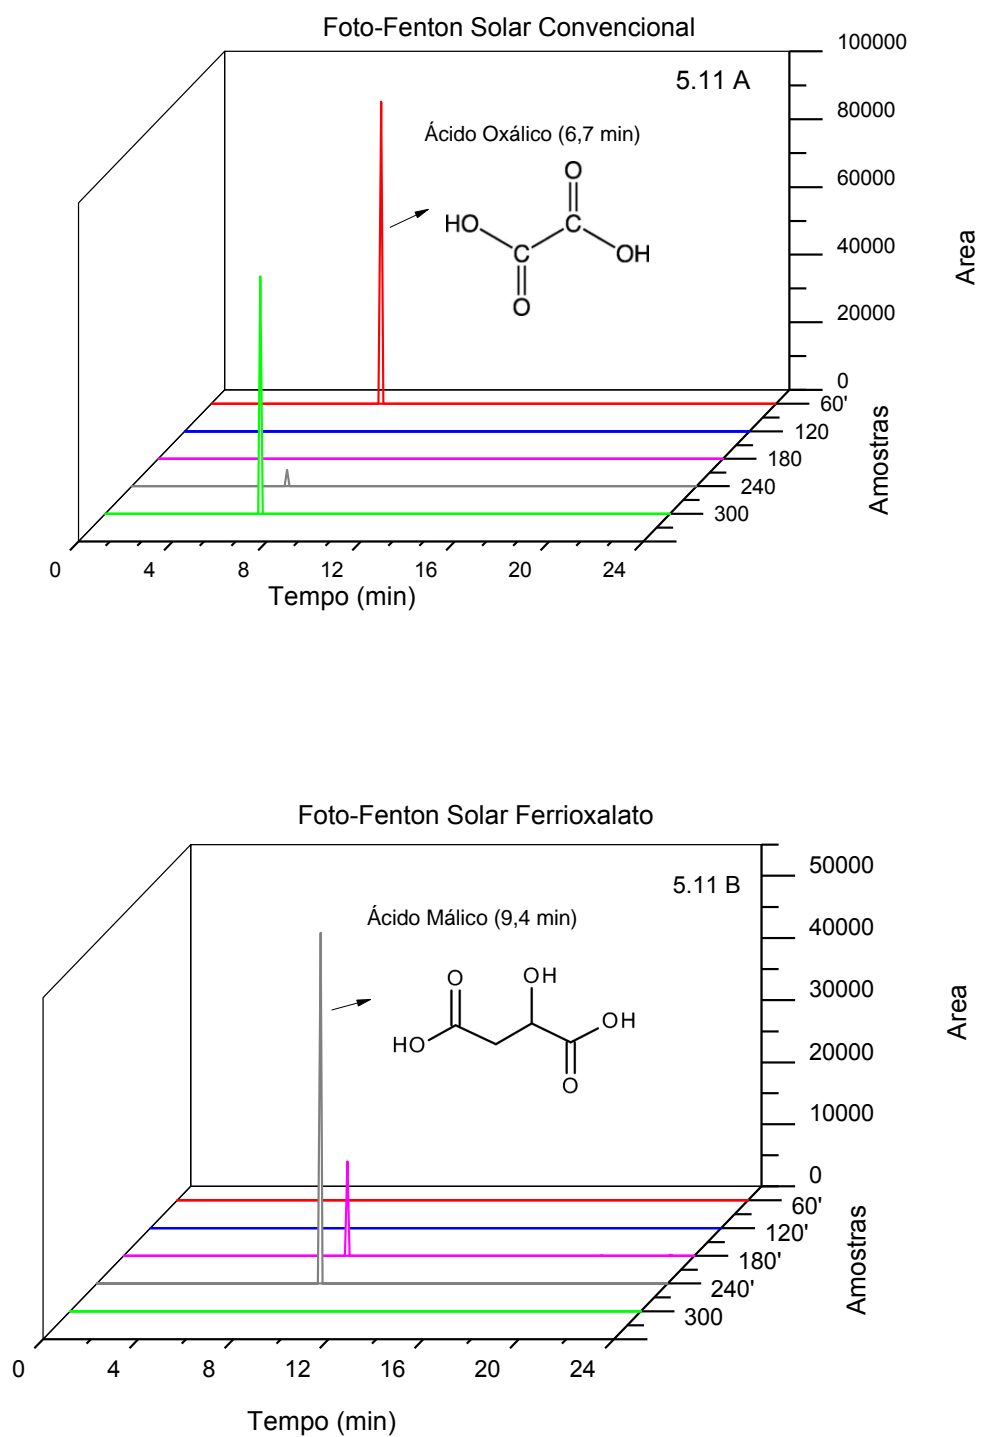 Foto-Fenton Solar Convencional
100000
5.11 A
80000
Ácido Oxálico (6,7 min)
60000
O
HO
C
C
OH
O
40000
Area
20000
0
60'
120
180
240
300
Amostras
0 4 8 12 16 20 24
Tempo (min)
Foto-Fenton Solar Ferrioxalato
50000
5.11 B
Ácido Málico (9,4 min)
40000
O
OH
HO
OH
O
30000
Area
20000
10000
0
60'
120'
180'
240'
300
Amostras
0 4 8 12 16 20 24
Tempo (min)